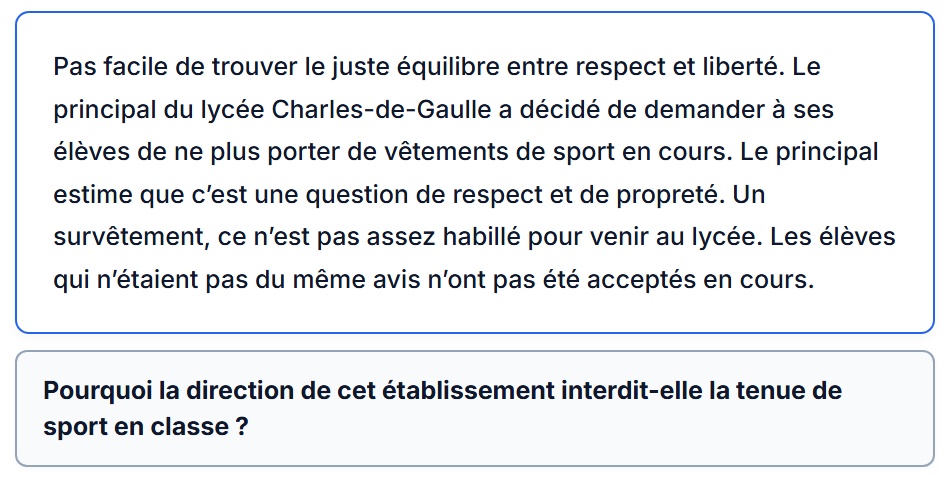 Pas facile de trouver le juste équilibre entre respect et liberté. Le
principal du lycée Charles-de-Gaulle a décidé de demander à ses
élèves de ne plus porter de vêtements de sport en cours. Le principal
estime que c’est une question de respect et de propreté. Un
survêtement, ce n’est pas assez habillé pour venir au lycée. Les élèves
qui n’étaient pas du même avis n’ont pas été acceptés en cours.
Pourquoi la direction de cet établissement interdit-elle la tenue de
sport en classe ?